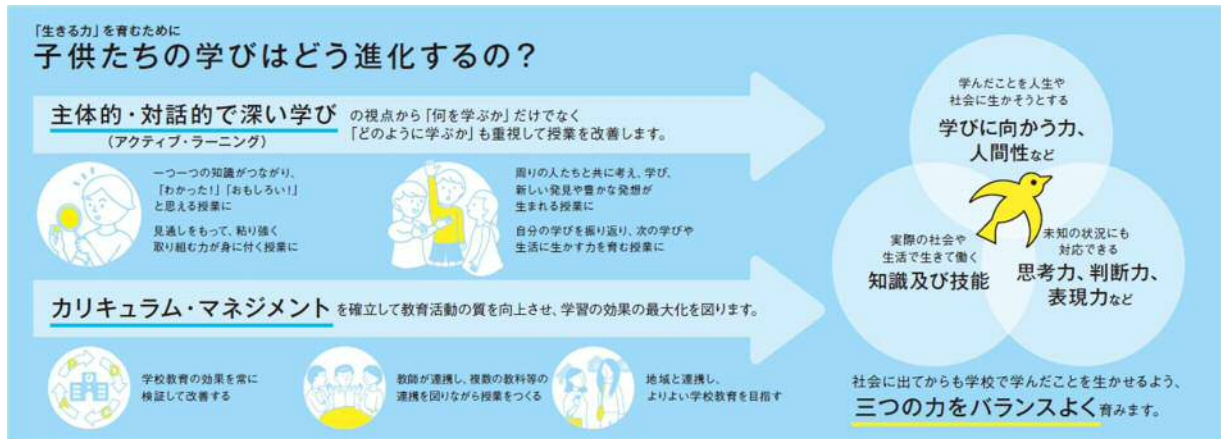 「生きる力」を育むために
子供たちの学びはどう進化するの？
主体的・対話的で深い学び
（アクティブ・ラーニング）
の視点から「何を学ぶか」だけでなく
「どのように学ぶか」も重視して授業を改善します。
一つ一つの知識がつながり、
「わかった！」「おもしろい！」
と思える授業に
見通しをもって、粘り強く
取り組む力が身に付く授業に
周りの人たちと共に考え、学び、
新しい発見や豊かな発想が
生まれる授業に
自分の学びを振り返り、次の学びや
生活に生かす力を育む授業に
カリキュラム・マネジメント を確立して教育活動の質を向上させ、学習の効果の最大化を図ります。
学校教育の効果を常に
検証して改善する
教師が連携し、複数の教科等の
連携を図りながら授業をつくる
地域と連携し、
よりよい学校教育を目指す
学んだことを人生や
社会に生かそうとする
学びに向かう力、
人間性など
実際の社会や
生活で生きて働く
知識及び技能
未知の状況にも
対応できる
思考力、判断力、
表現力など
社会に出てからも学校で学んだことを生かせるよう、
三つの力をバランスよく育みます。